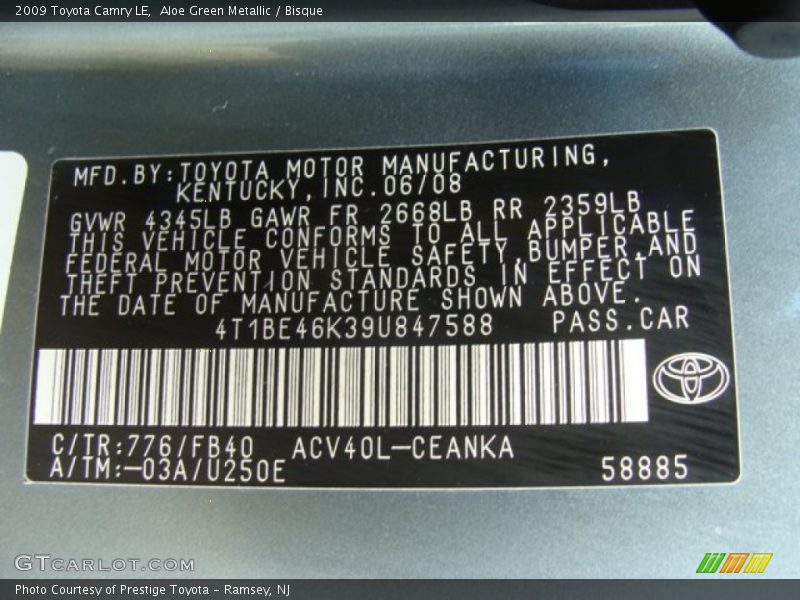 2009 Toyota Camry LE,  Aloe Green Metallic / Bisque
MFD.BY:TOYOTA MOTOR MANUFACTURING,
KENTUCKY,INC.06/08
GVWR 4345LB GAWR FR 2668LB RR 2359LB
THIS VEHICLE CONFORMS TO ALL APPLICABLE
FEDERAL MOTOR VEHICLE SAFETY,BUMPER,AND
THEFT PREVENTION STANDARDS IN EFFECT ON
THE DATE OF MANUFACTURE SHOWN ABOVE.
4T1BE46K39U847588 PASS.CAR
C/TR:776/FB40 ACV40L-CEANKA
A/TM:-03A/U250E 58885
GTCARLOT.COM
Photo Courtesy of Prestige Toyota - Ramsey, NJ